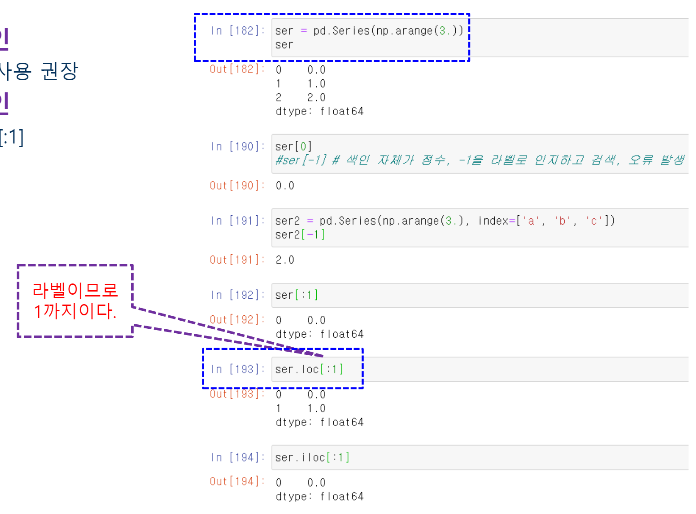 인
사용 권장
인
[:1]
In [182]: ser = pd.Series(np.arange(3.))
ser
Out[182]: 0 0.0
1 1.0
2 2.0
dtype: float64
In [190]: ser[0]
#ser[-1] # 색인 자체가 정수, -1을 라벨로 인지하고 검색, 오류 발생
Out[190]: 0.0
In [191]: ser2 = pd.Series(np.arange(3.), index=['a', 'b', 'c'])
ser2[-1]
Out[191]: 2.0
라벨이므로
1까지이다.
In [192]: ser[:1]
Out[192]: 0 0.0
dtype: float64
In [193]: ser.loc[:1]
Out[193]: 0 0.0
1 1.0
dtype: float64
In [194]: ser.iloc[:1]
Out[194]: 0 0.0
dtype: float64